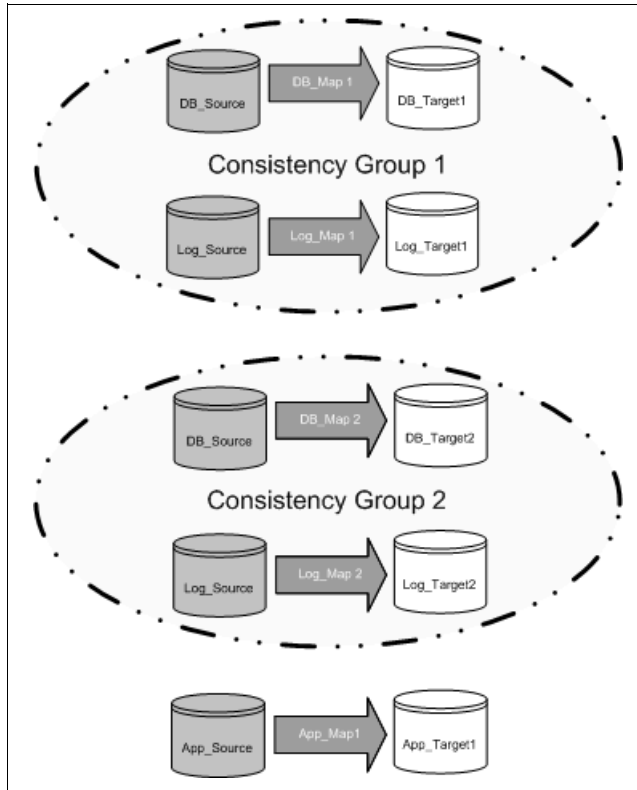 DB_Source
DB_Map 1
DB_Target1
Consistency Group 1
Log_Source
Log_Map 1
Log_Target1
DB_Source
DB_Map 2
DB_Target2
Consistency Group 2
Log_Source
Log_Map 2
Log_Target2
App_Source
App_Map1
App_Target1